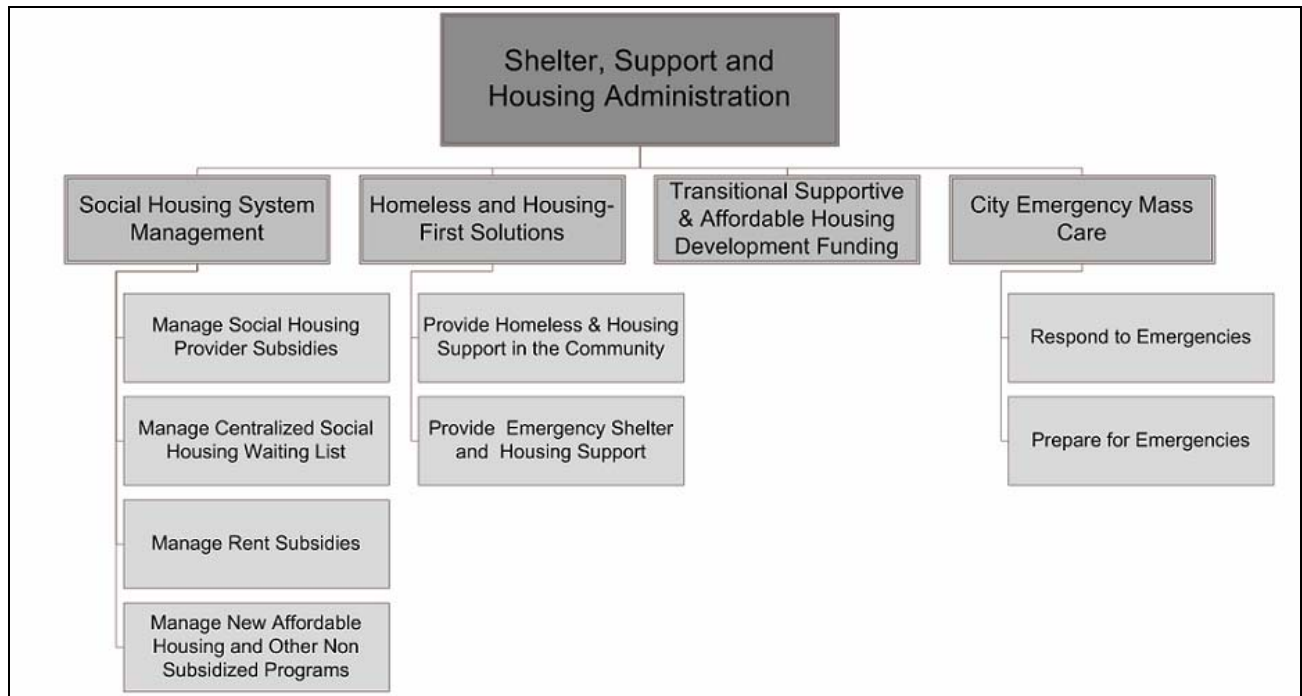 Shelter, Support and
Housing Administration
Social Housing System
Management
Homeless and Housing-
First Solutions
Transitional Supportive
& Affordable Housing
Development Funding
City Emergency Mass
Care
Manage Social Housing
Provider Subsidies
Manage Centralized Social
Housing Waiting List
Manage Rent Subsidies
Manage New Affordable
Housing and Other Non
Subsidized Programs
Provide Homeless & Housing
Support in the Community
Provide Emergency Shelter
and Housing Support
Respond to Emergencies
Prepare for Emergencies